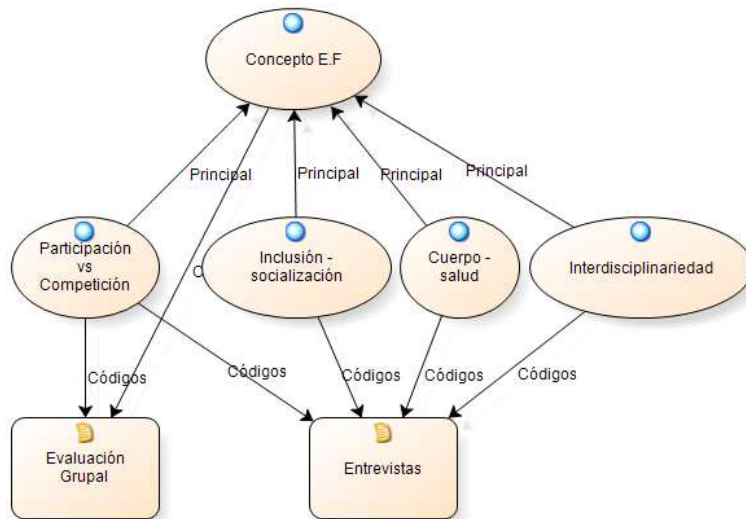 Concepto E.F
Principal
Principal
Principal
Principal
Participación
vs
Competición
Inclusión -
socialización
Cuerpo -
salud
Interdisciplinariedad
Códigos
Códigos
Códigos
Códigos
Códigos
Evaluación
Grupal
Entrevistas